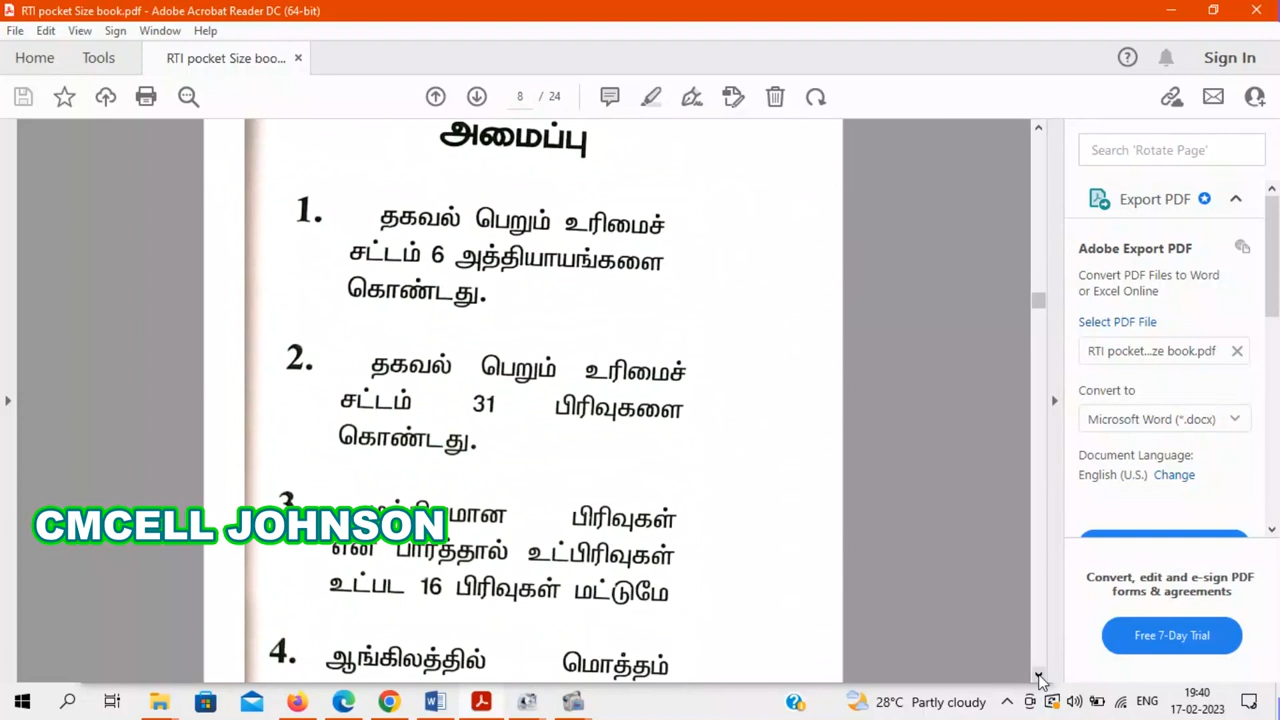 RTI pocket Size book.pdf - Adobe Acrobat Reader DC (64-bit)
File Edit View Sign Window Help
Home Tools RTI pocket Size boo... Sign In
8 / 24
அமைப்பு
1. தகவல் பெறும் உரிமைச்
சட்டம் 6 அத்தியாயங்களை
கொண்டது.
2. தகவல் பெறும் உரிமைச்
சட்டம் 31 பிரிவுகளை
கொண்டது.
3. பிரிவுகள்
CMCELL JOHNSON
என பார்த்தால் உட்பிரிவுகள்
உட்பட 16 பிரிவுகள் மட்டுமே
4. ஆங்கிலத்தில் மொத்தம்
Search 'Rotate Page'
Export PDF
Adobe Export PDF
Convert PDF Files to Word
or Excel Online
Select PDF File
RTI pocket...ze book.pdf
Convert to
Microsoft Word (*.docx)
Document Language:
English (U.S.) Change
Convert, edit and e-sign PDF
forms & agreements
Free 7-Day Trial
28°C Partly cloudy ENG 19:40
17-02-2023